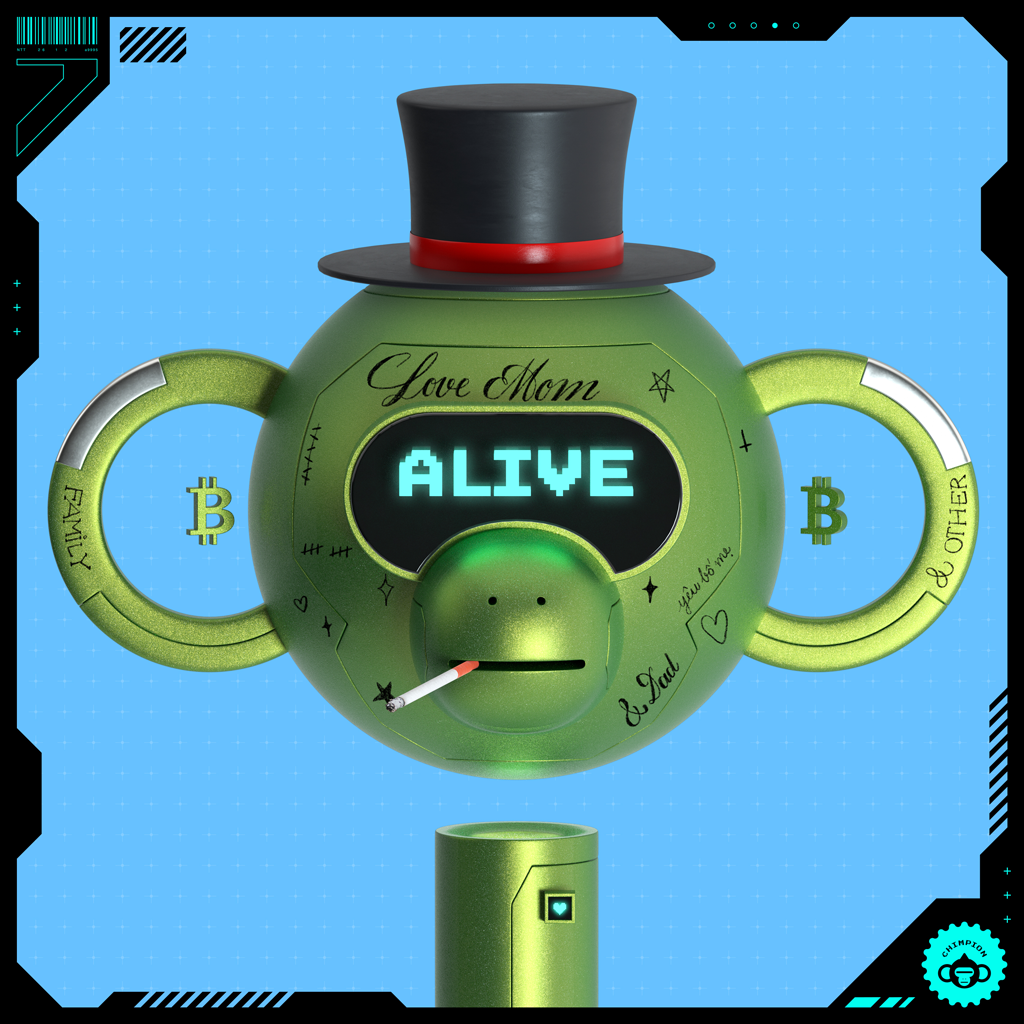 Love Mom
ALIVE
FAMILY
& OTHER
yêu bố mẹ
& Dad
CHIMPION